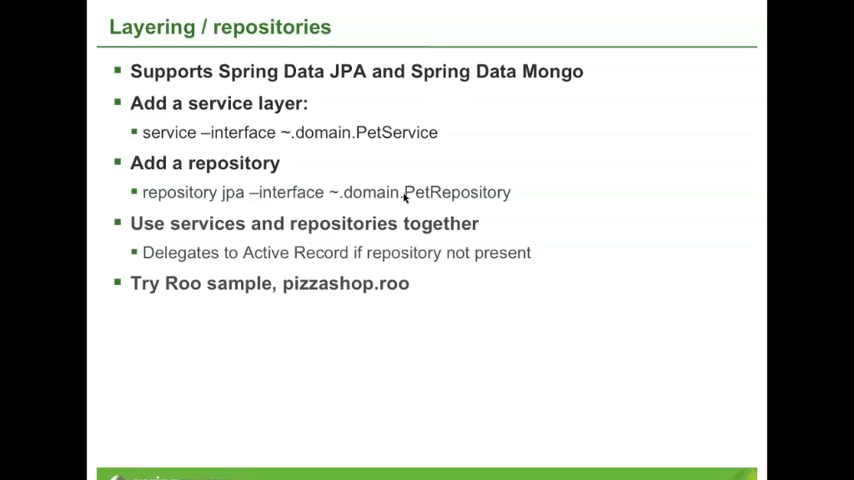 Layering / repositories
Supports Spring Data JPA and Spring Data Mongo
Add a service layer:
service –interface ~.domain.PetService
Add a repository
repository jpa –interface ~.domain.PetRepository
Use services and repositories together
Delegates to Active Record if repository not present
Try Roo sample, pizzashop.roo